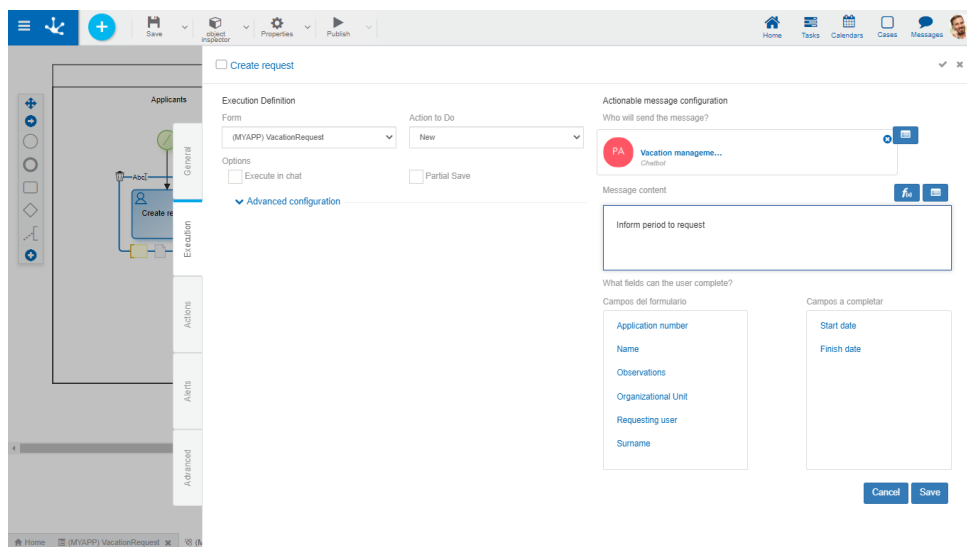 Save
object
inspector
Properties
Publish
Home
Tasks
Calendars
Cases
Messages
Create request
Applicants
Abc
Create re
General
Execution
Actions
Alerts
Advanced
Execution Definition
Form
Action to Do
(MYAPP) VacationRequest
New
Options
Execute in chat
Partial Save
Advanced configuration
Actionable message configuration
Who will send the message?
PA
Vacation manageme...
Chatbot
Message content
f(x)
Inform period to request
What fields can the user complete?
Campos del formulario
Campos a completar
Application number
Name
Observations
Organizational Unit
Requesting user
Surname
Start date
Finish date
Cancel
Save
Home
(MYAPP) VacationRequest
(M